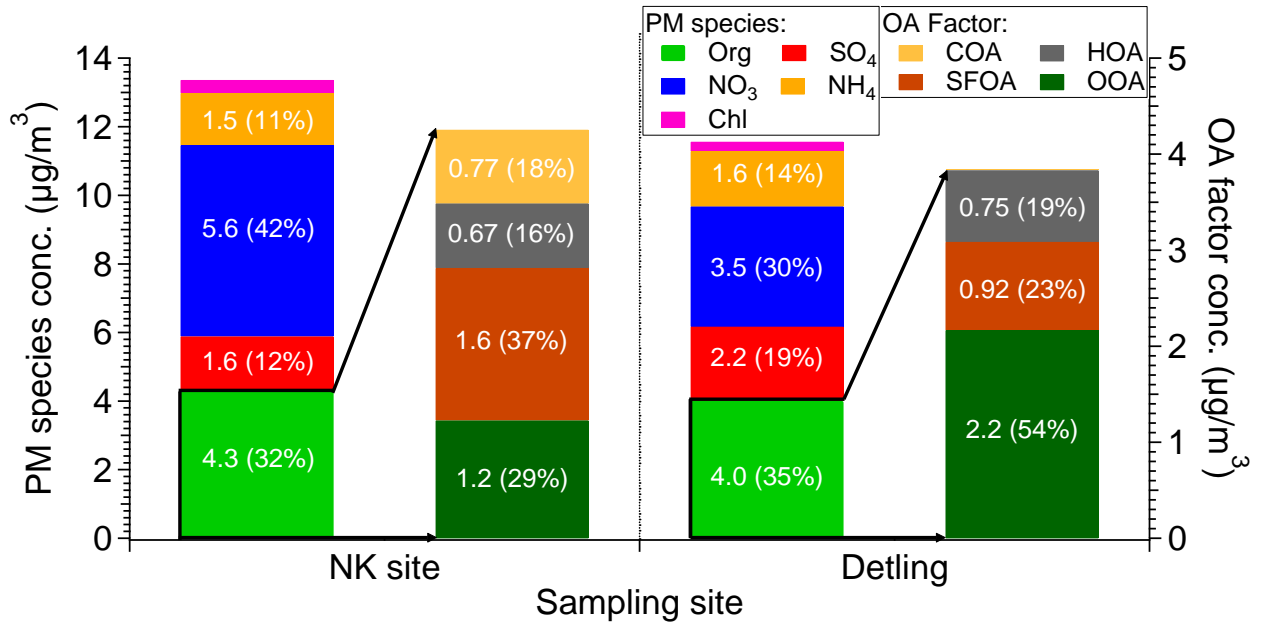 PM species:
Org
SO4
NO3
NH4
Chl
OA Factor:
COA
HOA
SFOA
OOA
PM species conc. (µg/m3)
14
12
10
8
6
4
2
0
1.5 (11%)
5.6 (42%)
1.6 (12%)
4.3 (32%)
0.77 (18%)
0.67 (16%)
1.6 (37%)
1.2 (29%)
1.6 (14%)
3.5 (30%)
2.2 (19%)
4.0 (35%)
0.75 (19%)
0.92 (23%)
2.2 (54%)
5
4
3
2
1
0
OA factor conc. (µg/m3)
NK site
Detling
Sampling site